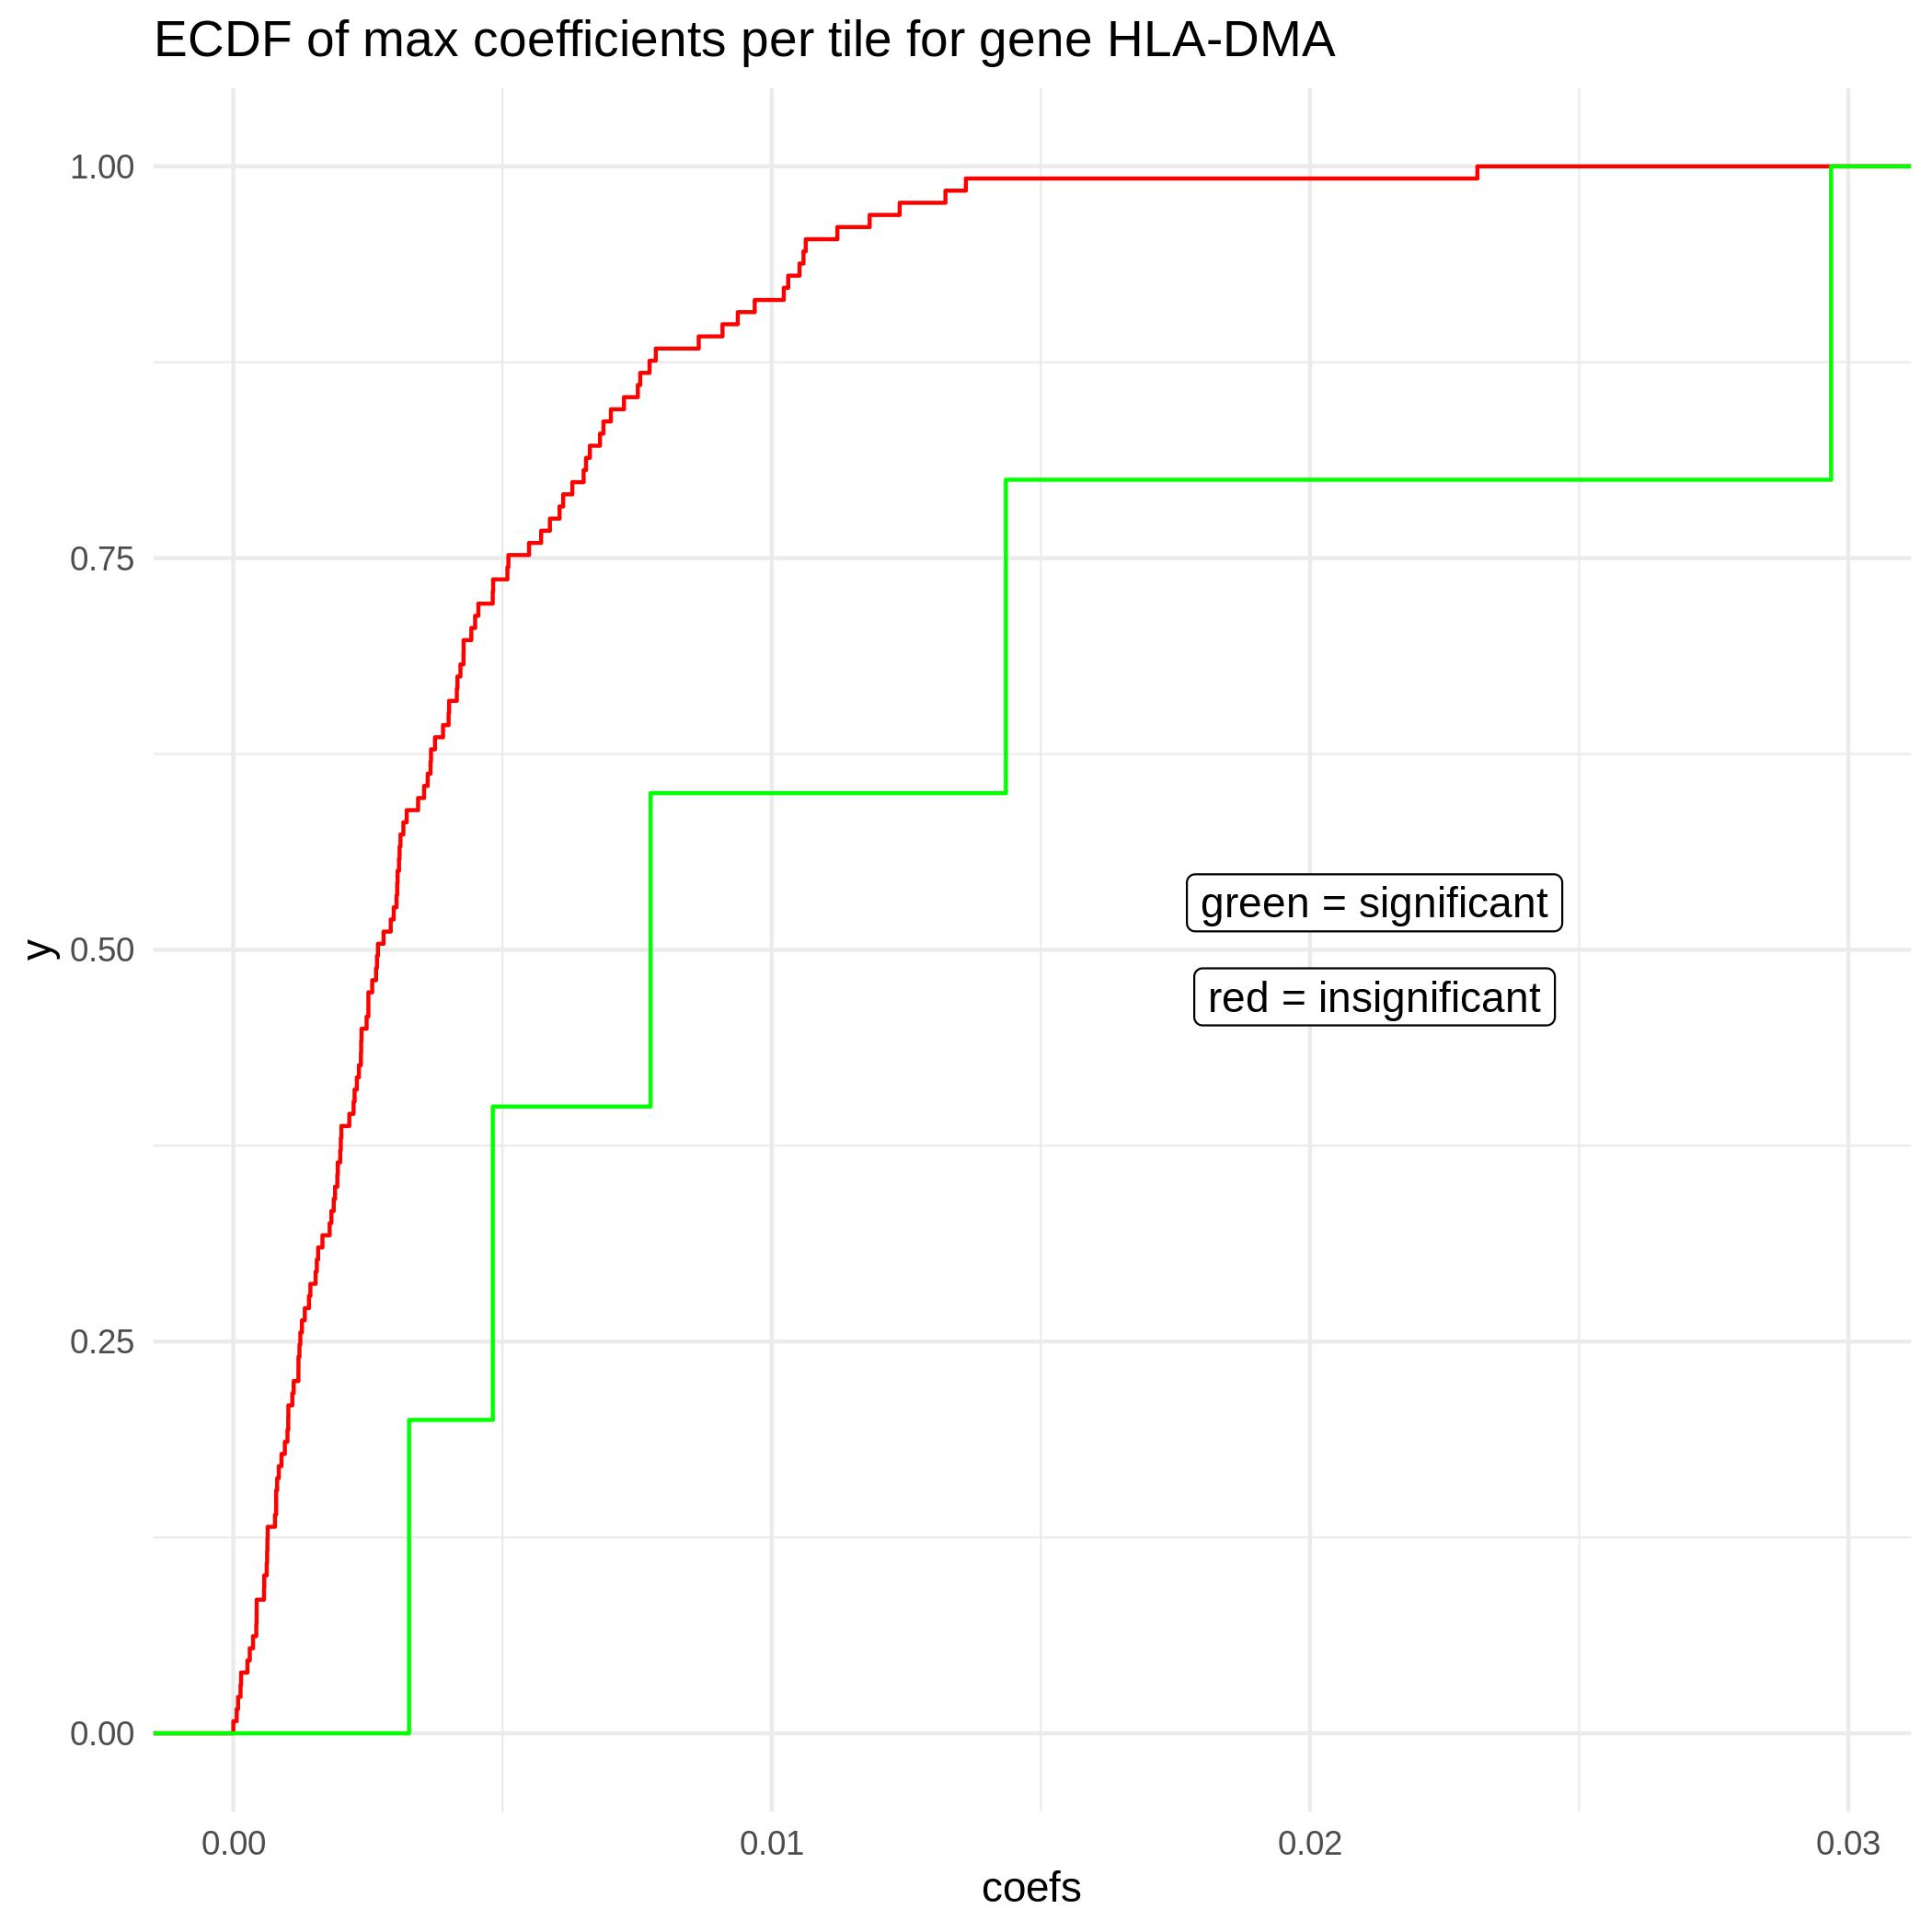 ECDF of max coefficients per tile for gene HLA-DMA
1.00
0.75
0.50
0.25
0.00
y
green = significant
red = insignificant
0.00 0.01 0.02 0.03
coefs